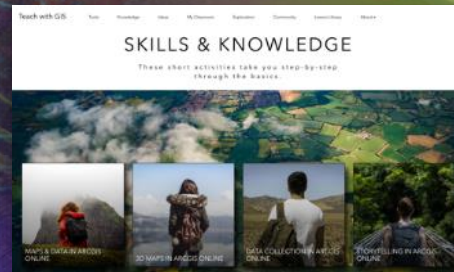 Teach with GIS
Tools Knowledge Ideas My Classroom Exploration Community Lesson library
SKILLS & KNOWLEDGE
These short activities take you step-by-step
through the basics.
MAPS & DATA IN ARCGIS
ONLINE
3D MAPS IN ARCGIS ONLINE
DATA COLLECTION IN ARCGIS
ONLINE
STORYTELLING IN ARCGIS
ONLINE